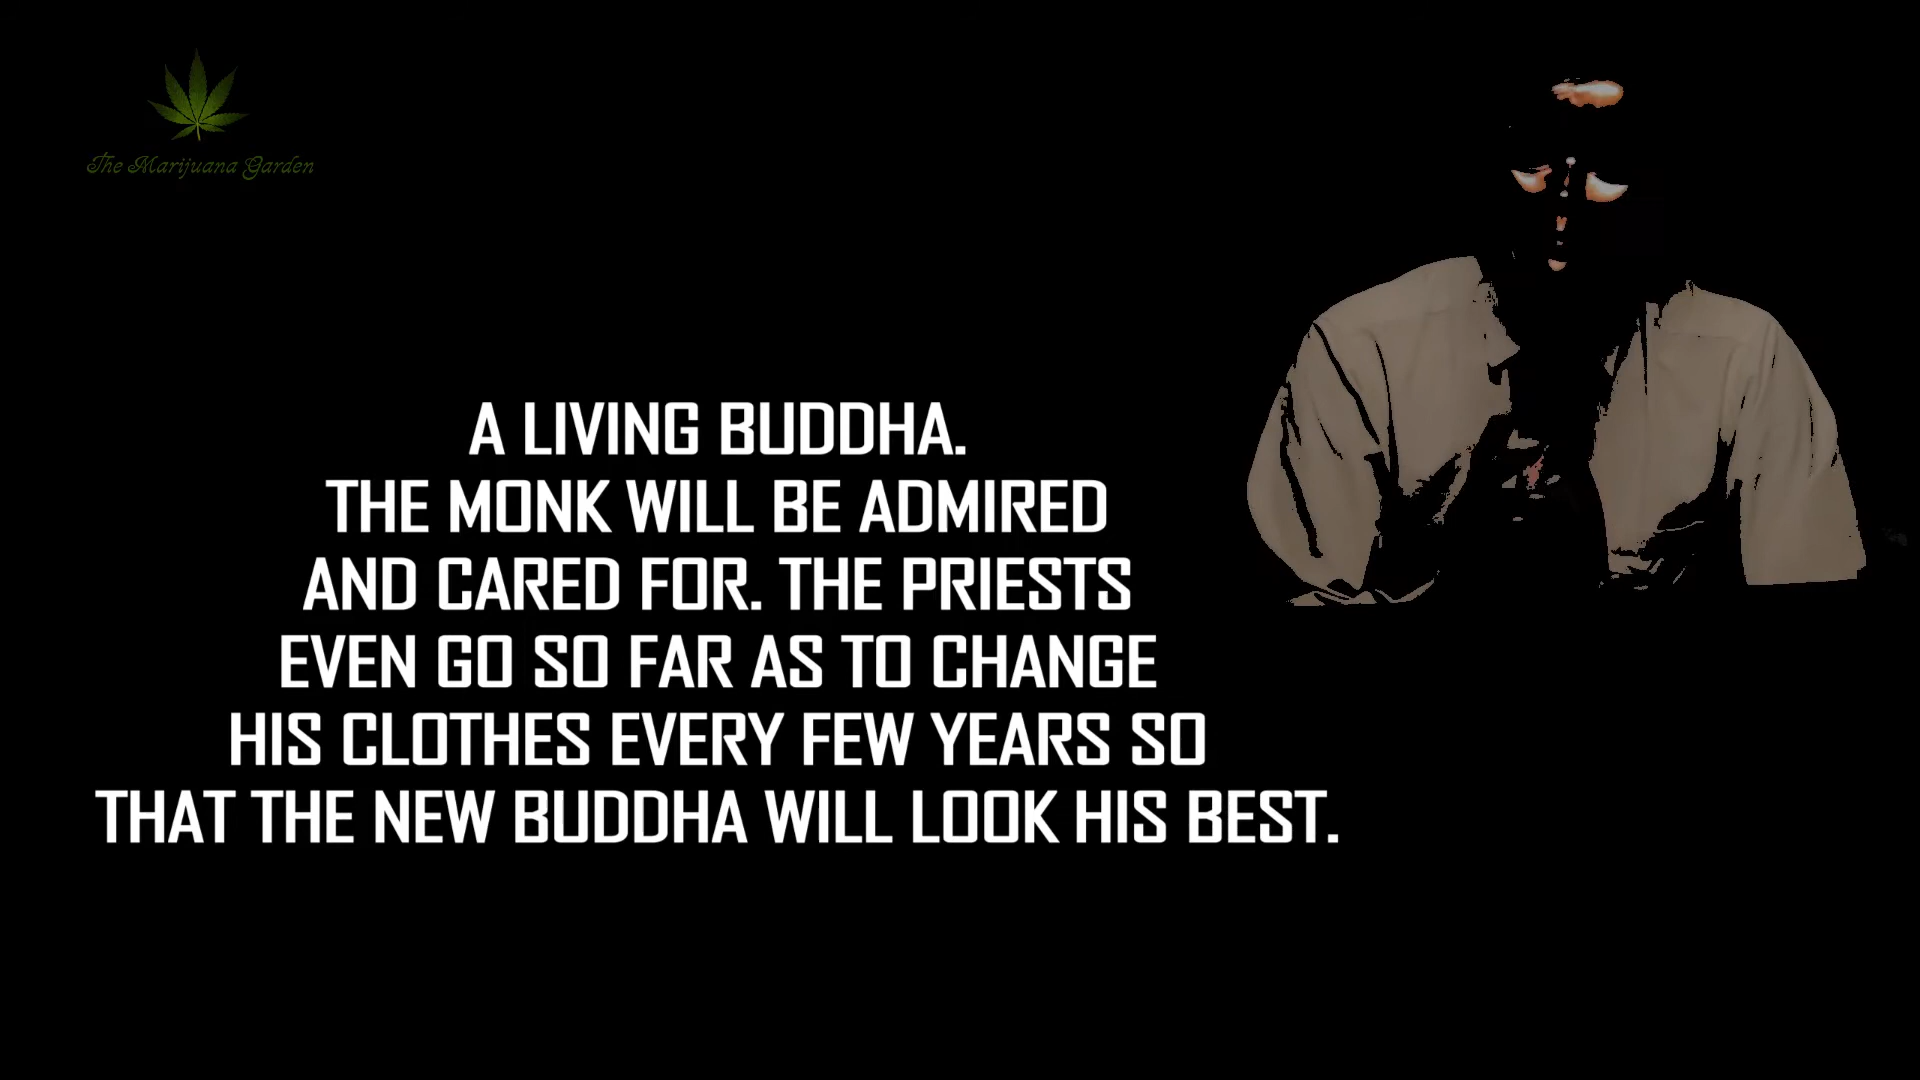 The Marijuana Garden
A LIVING BUDDHA.
THE MONK WILL BE ADMIRED
AND CARED FOR. THE PRIESTS
EVEN GO SO FAR AS TO CHANGE
HIS CLOTHES EVERY FEW YEARS SO
THAT THE NEW BUDDHA WILL LOOK HIS BEST.